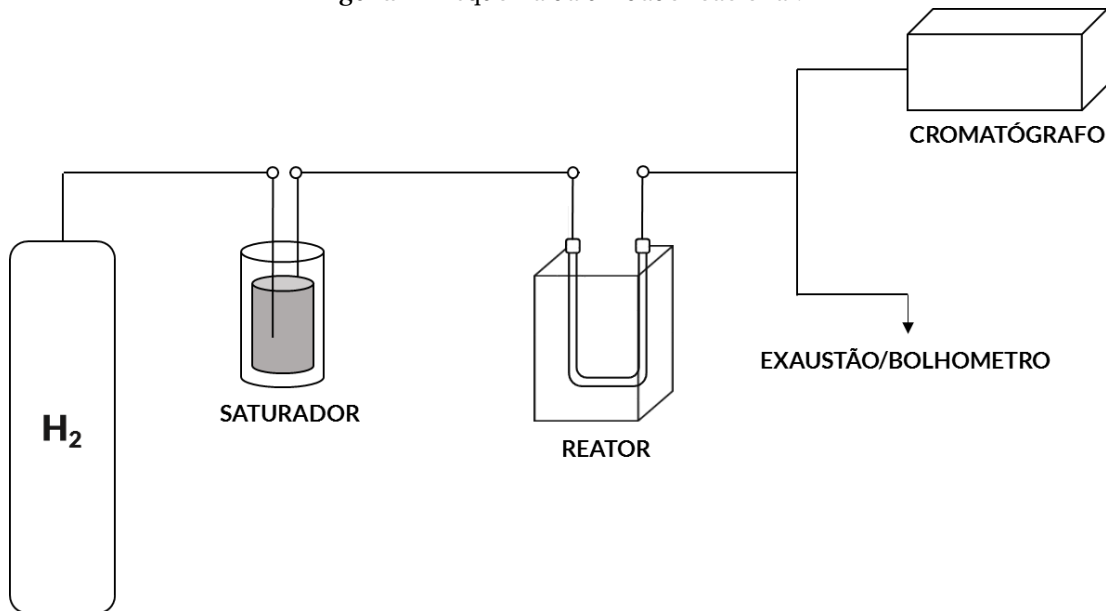 CROMATÓGRAFO
EXAUSTÃO/BOLHOMETRO
SATURADOR
H₂
REATOR